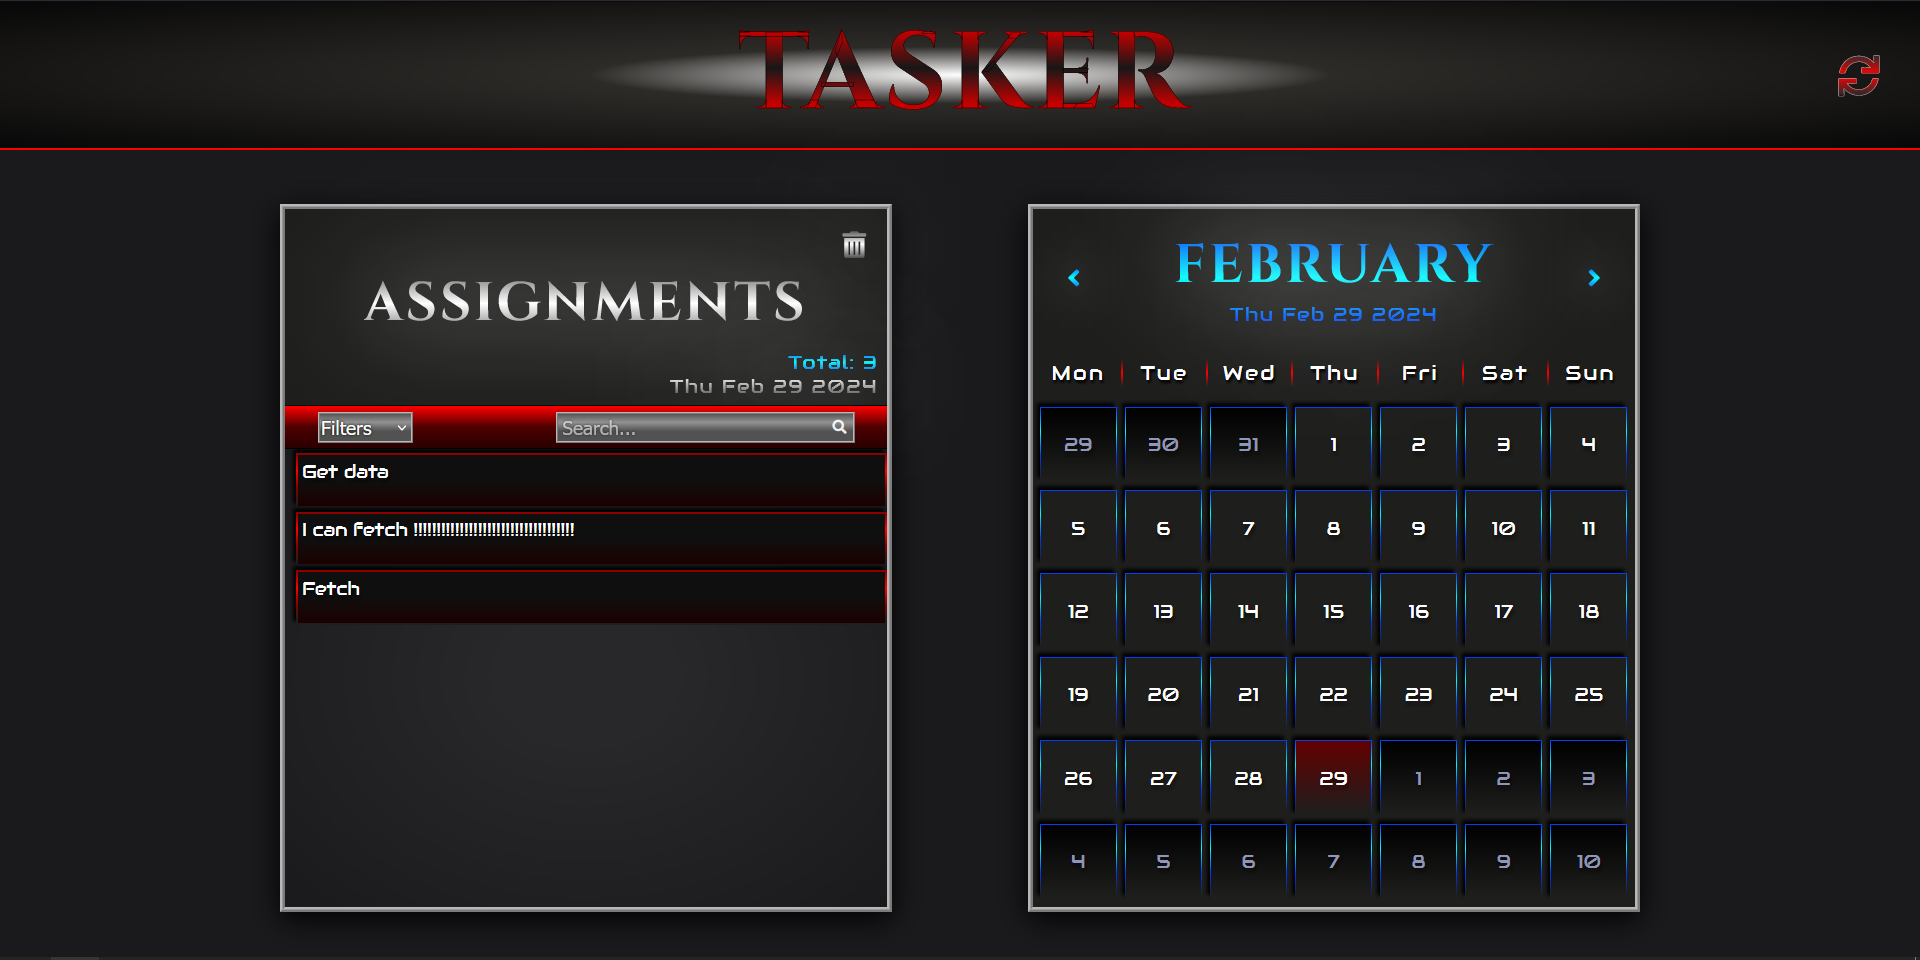 TASKER
ASSIGNMENTS
Total: 3
Thu Feb 29 2024
Filters
Search...
Get data
I can fetch !!!!!!!!!!!!!!!!!!!!!!!!!!!!!!!!!!!
Fetch
FEBRUARY
Thu Feb 29 2024
Mon Tue Wed Thu Fri Sat Sun
29 30 31 1 2 3 4
5 6 7 8 9 10 11
12 13 14 15 16 17 18
19 20 21 22 23 24 25
26 27 28 29 1 2 3
4 5 6 7 8 9 10